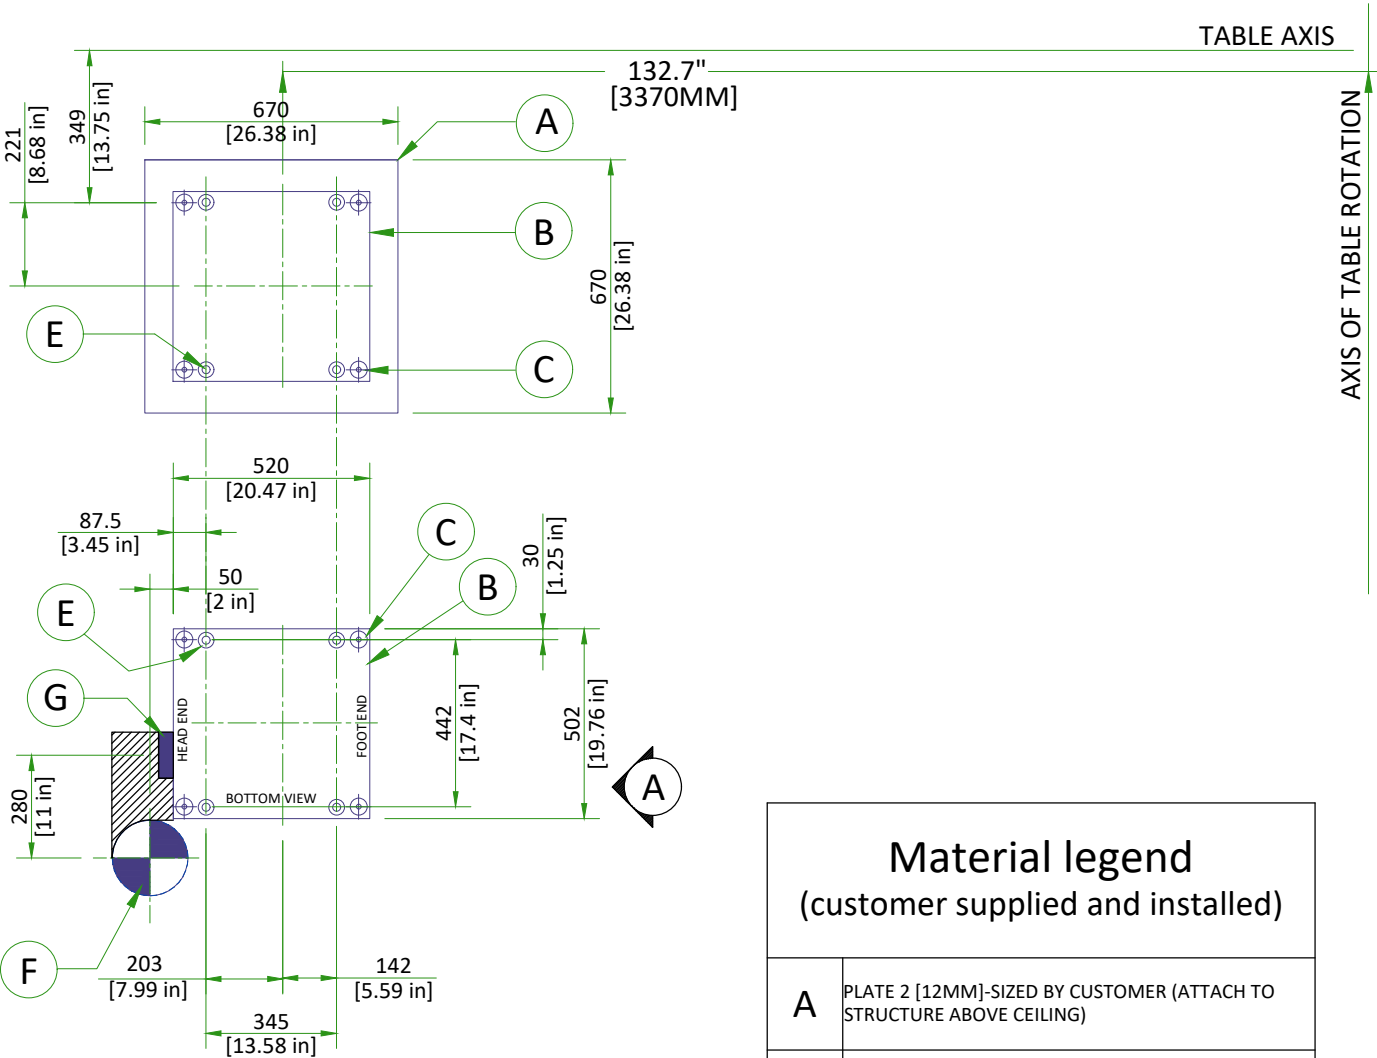 TABLE AXIS
132.7"
[3370MM]
AXIS OF TABLE ROTATION
349
[13.75 in]
221
[8.68 in]
670
[26.38 in]
A
B
670
[26.38 in]
E
C
520
[20.47 in]
87.5
[3.45 in]
50
[2 in]
C
30
[1.25 in]
B
E
G
HEAD END
FOOT END
BOTTOM VIEW
442
[17.4 in]
502
[19.76 in]
A
280
[11 in]
F
203
[7.99 in]
142
[5.59 in]
345
[13.58 in]
Material legend
(customer supplied and installed)
A
PLATE 2 [12MM]-SIZED BY CUSTOMER (ATTACH TO
STRUCTURE ABOVE CEILING)